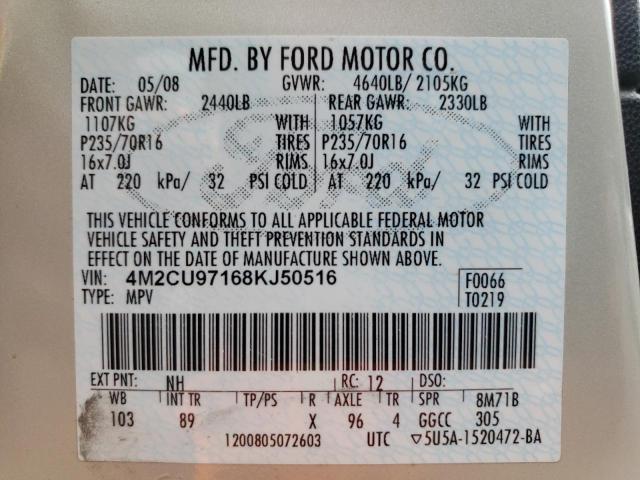 MFD. BY FORD MOTOR CO.
DATE: 05/08 GVWR: 4640LB/ 2105KG
FRONT GAWR: 2440LB REAR GAWR: 2330LB
1107KG WITH 1057KG WITH
P235/70R16 TIRES P235/70R16 TIRES
16x7.0J RIMS 16x7.0J RIMS
AT 220 kPa/ 32 PSI COLD AT 220 kPa/ 32 PSI COLD
Ford
THIS VEHICLE CONFORMS TO ALL APPLICABLE FEDERAL MOTOR
VEHICLE SAFETY AND THEFT PREVENTION STANDARDS IN
EFFECT ON THE DATE OF MANUFACTURE SHOWN ABOVE.
VIN: 4M2CU97168KJ50516 F0066
TYPE: MPV T0219
EXT PNT: NH RC: 12 DSO:
WB INT TR TP/PS R AXLE TR SPR 8M71B
103 89 X 96 4 GGCC 305
1200805072603 UTC ▽5U5A-1520472-BA